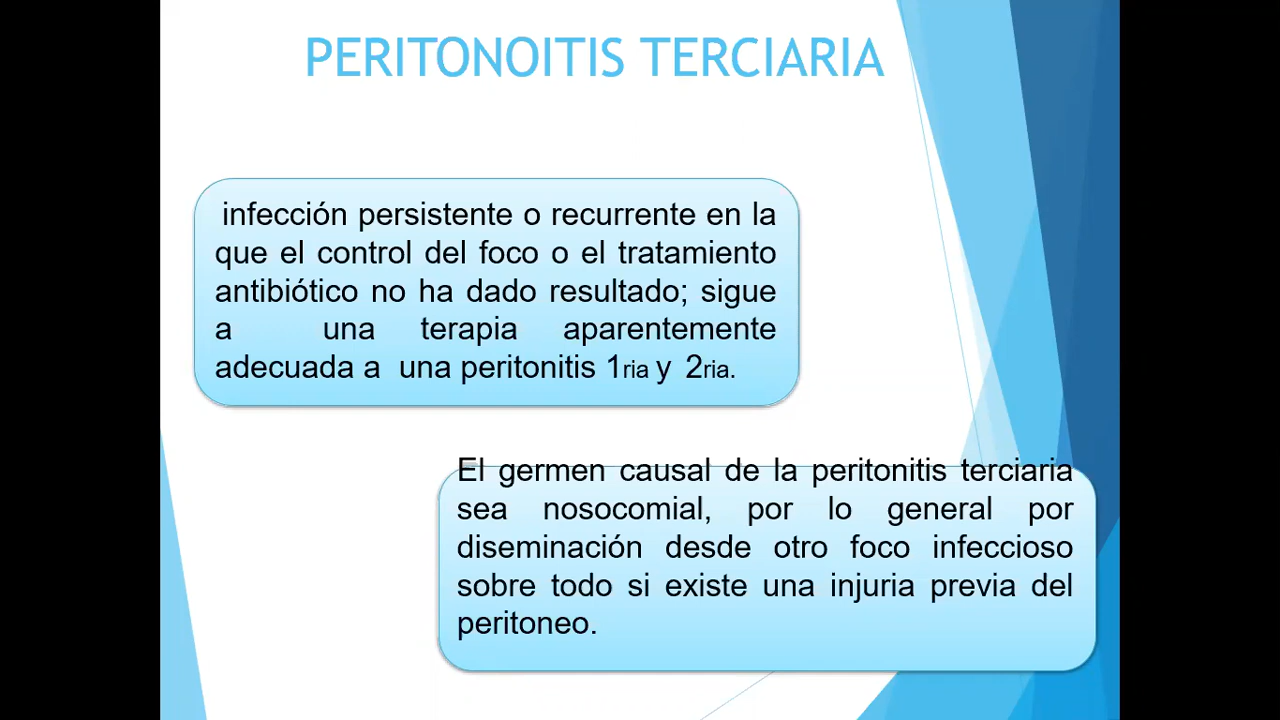 PERITONOITIS TERCIARIA
infección persistente o recurrente en la
que el control del foco o el tratamiento
antibiótico no ha dado resultado; sigue
a una terapia aparentemente
adecuada a una peritonitis 1ria y 2ria.
El germen causal de la peritonitis terciaria
sea nosocomial, por lo general por
diseminación desde otro foco infeccioso
sobre todo si existe una injuria previa del
peritoneo.